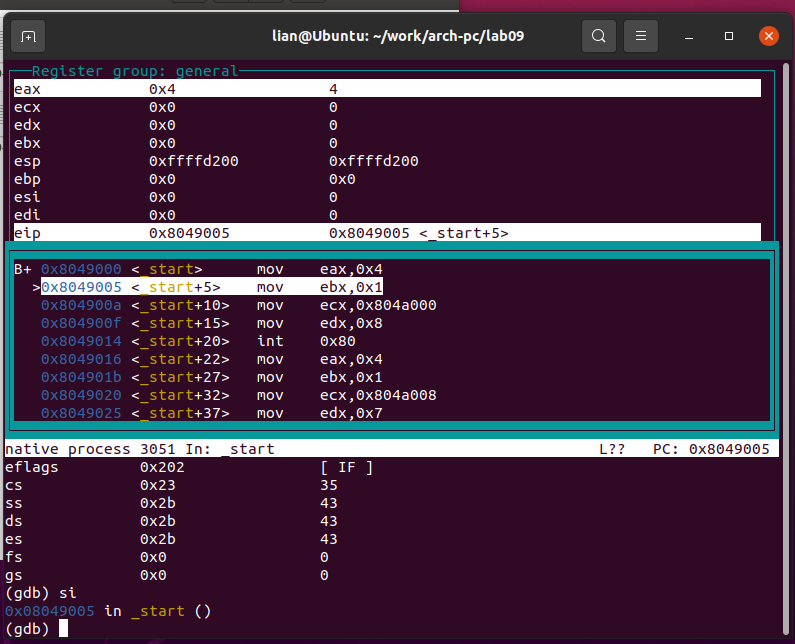 lian@Ubuntu: ~/work/arch-pc/lab09
Register group: general
eax 0x4 4
ecx 0x0 0
edx 0x0 0
ebx 0x0 0
esp 0xffffd200 0xffffd200
ebp 0x0 0x0
esi 0x0 0
edi 0x0 0
eip 0x8049005 0x8049005 <_start+5>
B+ 0x8049000 <_start> mov eax,0x4
>0x8049005 <_start+5> mov ebx,0x1
0x804900a <_start+10> mov ecx,0x804a000
0x804900f <_start+15> mov edx,0x8
0x8049014 <_start+20> int 0x80
0x8049016 <_start+22> mov eax,0x4
0x804901b <_start+27> mov ebx,0x1
0x8049020 <_start+32> mov ecx,0x804a008
0x8049025 <_start+37> mov edx,0x7
native process 3051 In: _start L?? PC: 0x8049005
eflags 0x202 [ IF ]
cs 0x23 35
ss 0x2b 43
ds 0x2b 43
es 0x2b 43
fs 0x0 0
gs 0x0 0
(gdb) si
0x08049005 in _start ()
(gdb)